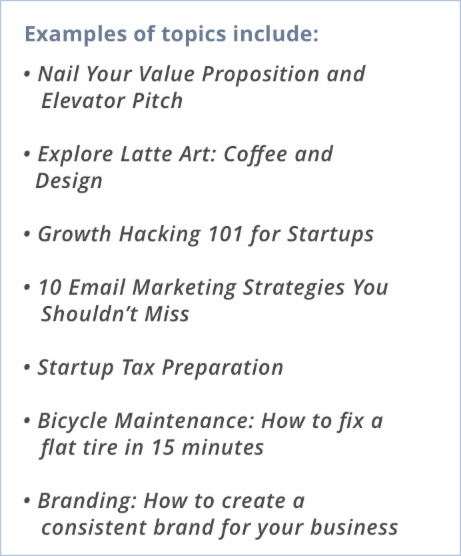 Examples of topics include:
• Nail Your Value Proposition and
Elevator Pitch
• Explore Latte Art: Coffee and
Design
• Growth Hacking 101 for Startups
• 10 Email Marketing Strategies You
Shouldn’t Miss
• Startup Tax Preparation
• Bicycle Maintenance: How to fix a
flat tire in 15 minutes
• Branding: How to create a
consistent brand for your business